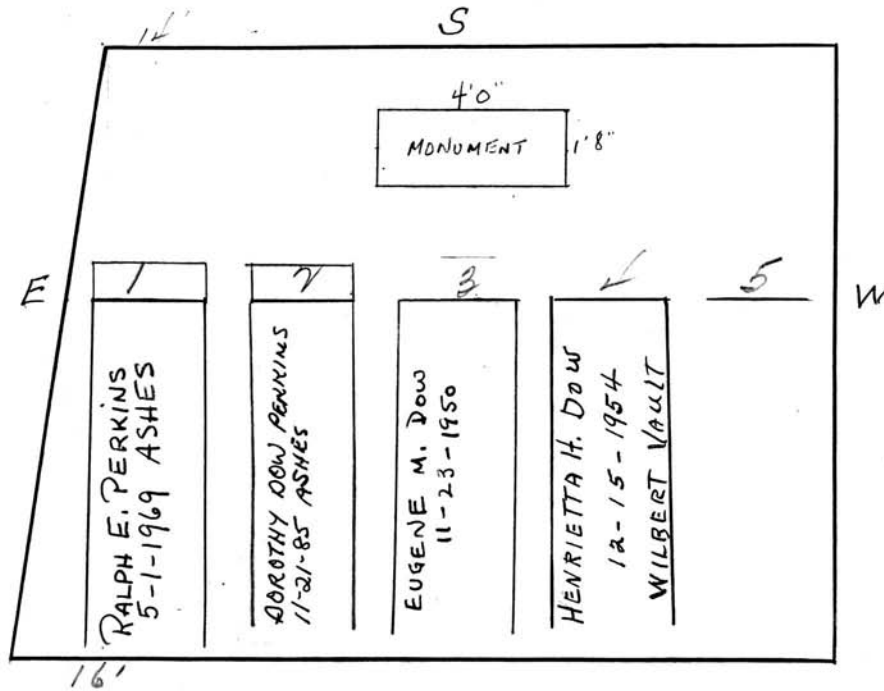 14'
S
4'0"
MONUMENT
1'8"
E
1
2
3
4
5
W
RALPH E. PERKINS
5-1-1969 ASHES
DOROTHY DOW PERKINS
11-21-85 ASHES
EUGENE M. DOW
11-23-1950
HENRIETTA H. DOW
12-15-1954
WILBERT VAULT
16'